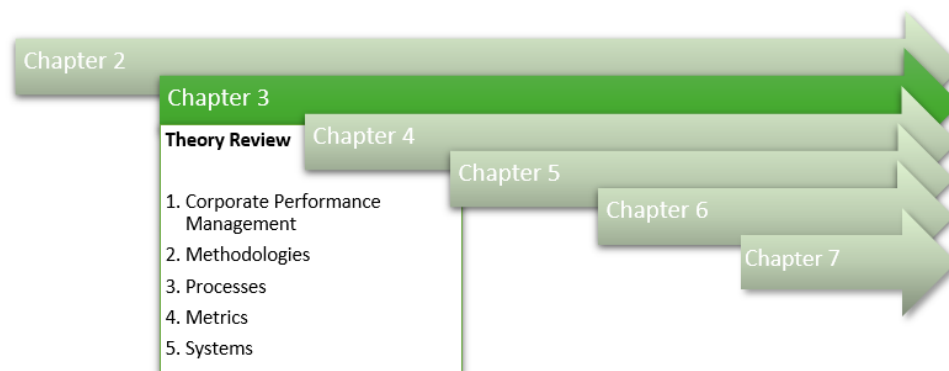 Chapter 2
Chapter 3
Theory Review
Chapter 4
Chapter 5
1. Corporate Performance
Management
Chapter 6
2. Methodologies
Chapter 7
3. Processes
4. Metrics
5. Systems